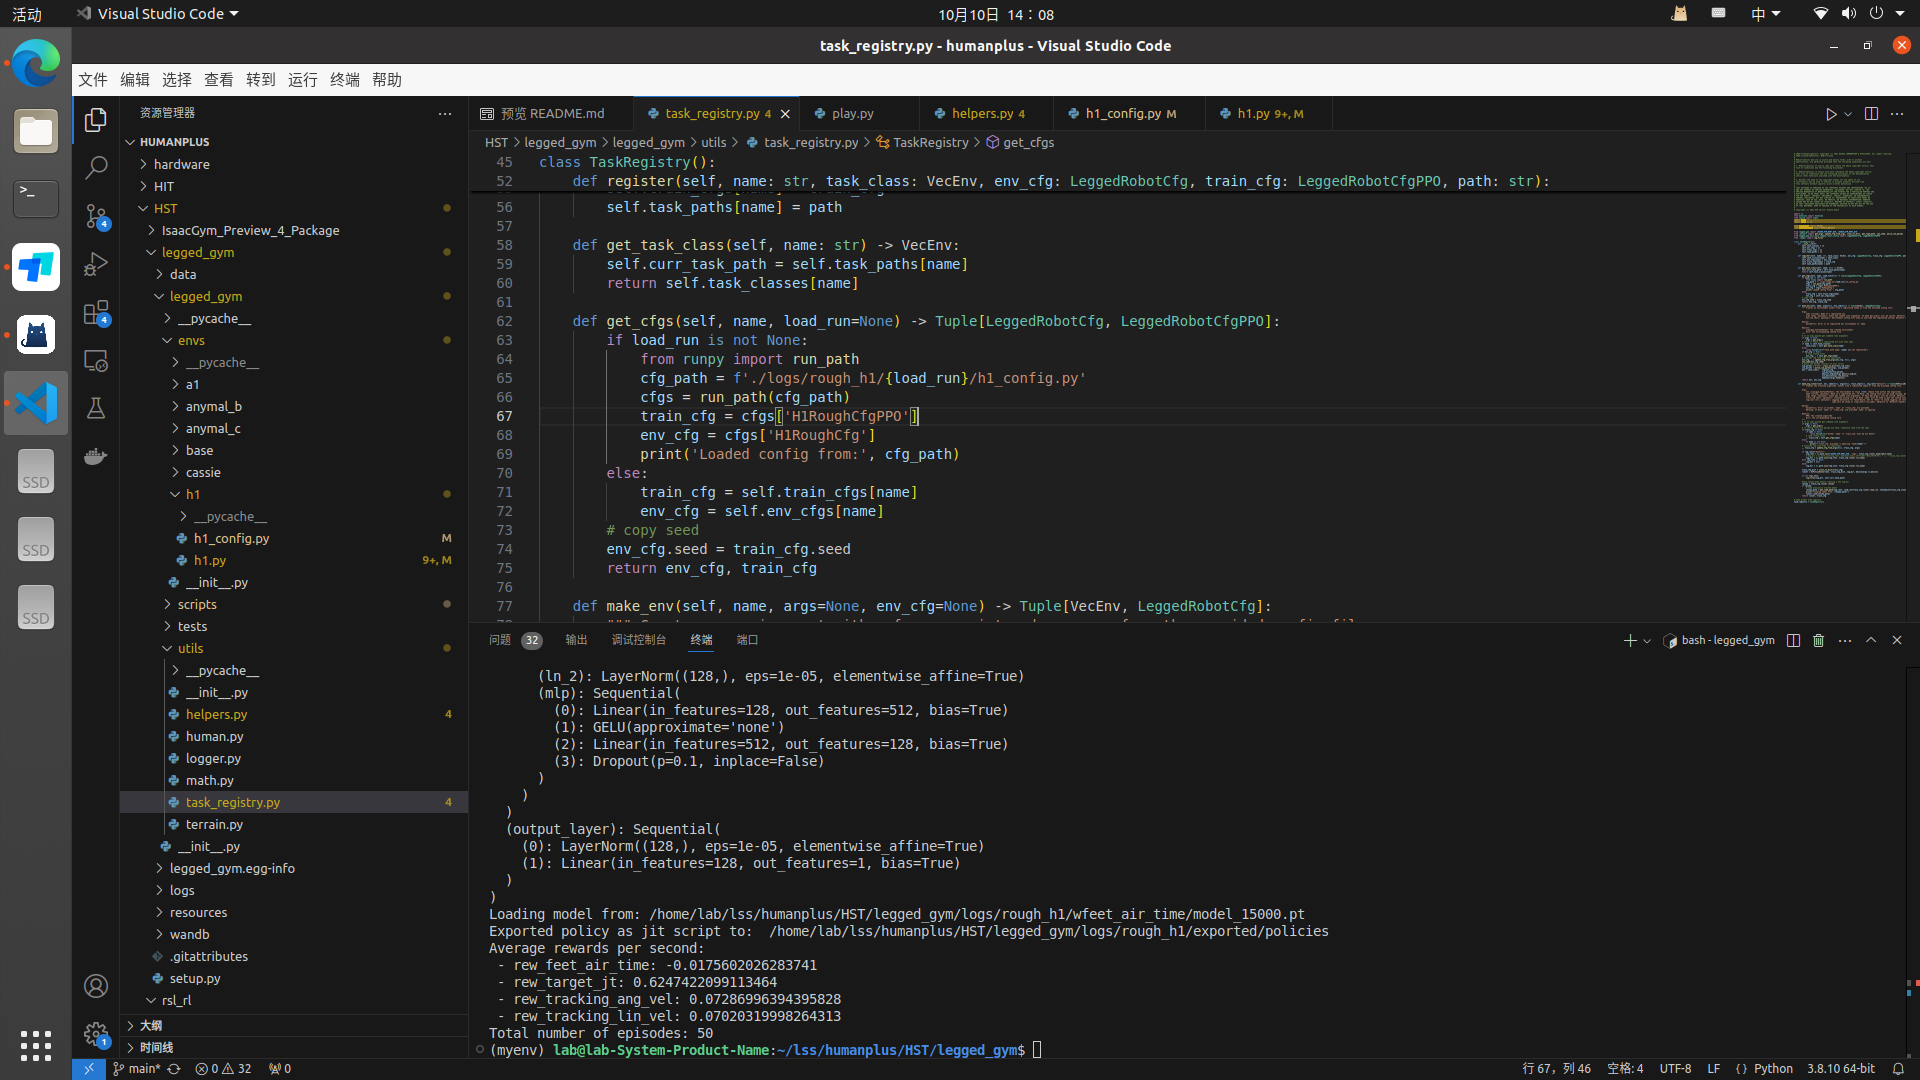 活动
Visual Studio Code
10月10日 14：08
中
task_registry.py - humanplus - Visual Studio Code
文件 编辑 选择 查看 转到 运行 终端 帮助
资源管理器
HUMANPLUS
hardware
HIT
HST
IsaacGym_Preview_4_Package
legged_gym
data
legged_gym
__pycache__
envs
__pycache__
a1
anymal_b
anymal_c
base
cassie
h1
__pycache__
h1_config.py M
h1.py 9+, M
__init__.py
scripts
tests
utils
__pycache__
__init__.py
helpers.py 4
human.py
logger.py
math.py
task_registry.py 4
terrain.py
__init__.py
legged_gym.egg-info
logs
resources
wandb
.gitattributes
setup.py
rsl_rl
大纲
时间线
SSD
SSD
SSD
4
4
1
预览 README.md
task_registry.py 4
play.py
helpers.py 4
h1_config.py M
h1.py 9+, M
HST > legged_gym > legged_gym > utils > task_registry.py > TaskRegistry > get_cfgs
45 class TaskRegistry():
52 def register(self, name: str, task_class: VecEnv, env_cfg: LeggedRobotCfg, train_cfg: LeggedRobotCfgPPO, path: str):
56 self.task_paths[name] = path
57
58 def get_task_class(self, name: str) -> VecEnv:
59 self.curr_task_path = self.task_paths[name]
60 return self.task_classes[name]
61
62 def get_cfgs(self, name, load_run=None) -> Tuple[LeggedRobotCfg, LeggedRobotCfgPPO]:
63 if load_run is not None:
64 from runpy import run_path
65 cfg_path = f'./logs/rough_h1/{load_run}/h1_config.py'
66 cfgs = run_path(cfg_path)
67 train_cfg = cfgs['H1RoughCfgPPO']
68 env_cfg = cfgs['H1RoughCfg']
69 print('Loaded config from:', cfg_path)
70 else:
71 train_cfg = self.train_cfgs[name]
72 env_cfg = self.env_cfgs[name]
73 # copy seed
74 env_cfg.seed = train_cfg.seed
75 return env_cfg, train_cfg
76
77 def make_env(self, name, args=None, env_cfg=None) -> Tuple[VecEnv, LeggedRobotCfg]:
问题 32 输出 调试控制台 终端 端口
bash - legged_gym
(ln_2): LayerNorm((128,), eps=1e-05, elementwise_affine=True)
(mlp): Sequential(
(0): Linear(in_features=128, out_features=512, bias=True)
(1): GELU(approximate='none')
(2): Linear(in_features=512, out_features=128, bias=True)
(3): Dropout(p=0.1, inplace=False)
)
)
)
(output_layer): Sequential(
(0): LayerNorm((128,), eps=1e-05, elementwise_affine=True)
(1): Linear(in_features=128, out_features=1, bias=True)
)
)
Loading model from: /home/lab/lss/humanplus/HST/legged_gym/logs/rough_h1/wfeet_air_time/model_15000.pt
Exported policy as jit script to:  /home/lab/lss/humanplus/HST/legged_gym/logs/rough_h1/exported/policies
Average rewards per second:
- rew_feet_air_time: -0.0175602026283741
- rew_target_jt: 0.6247422099113464
- rew_tracking_ang_vel: 0.07286996394395828
- rew_tracking_lin_vel: 0.07020319998264313
Total number of episodes: 50
(myenv) lab@lab-System-Product-Name:~/lss/humanplus/HST/legged_gym$
main* 0 32 0
行 67，列 46 空格: 4 UTF-8 LF Python 3.8.10 64-bit